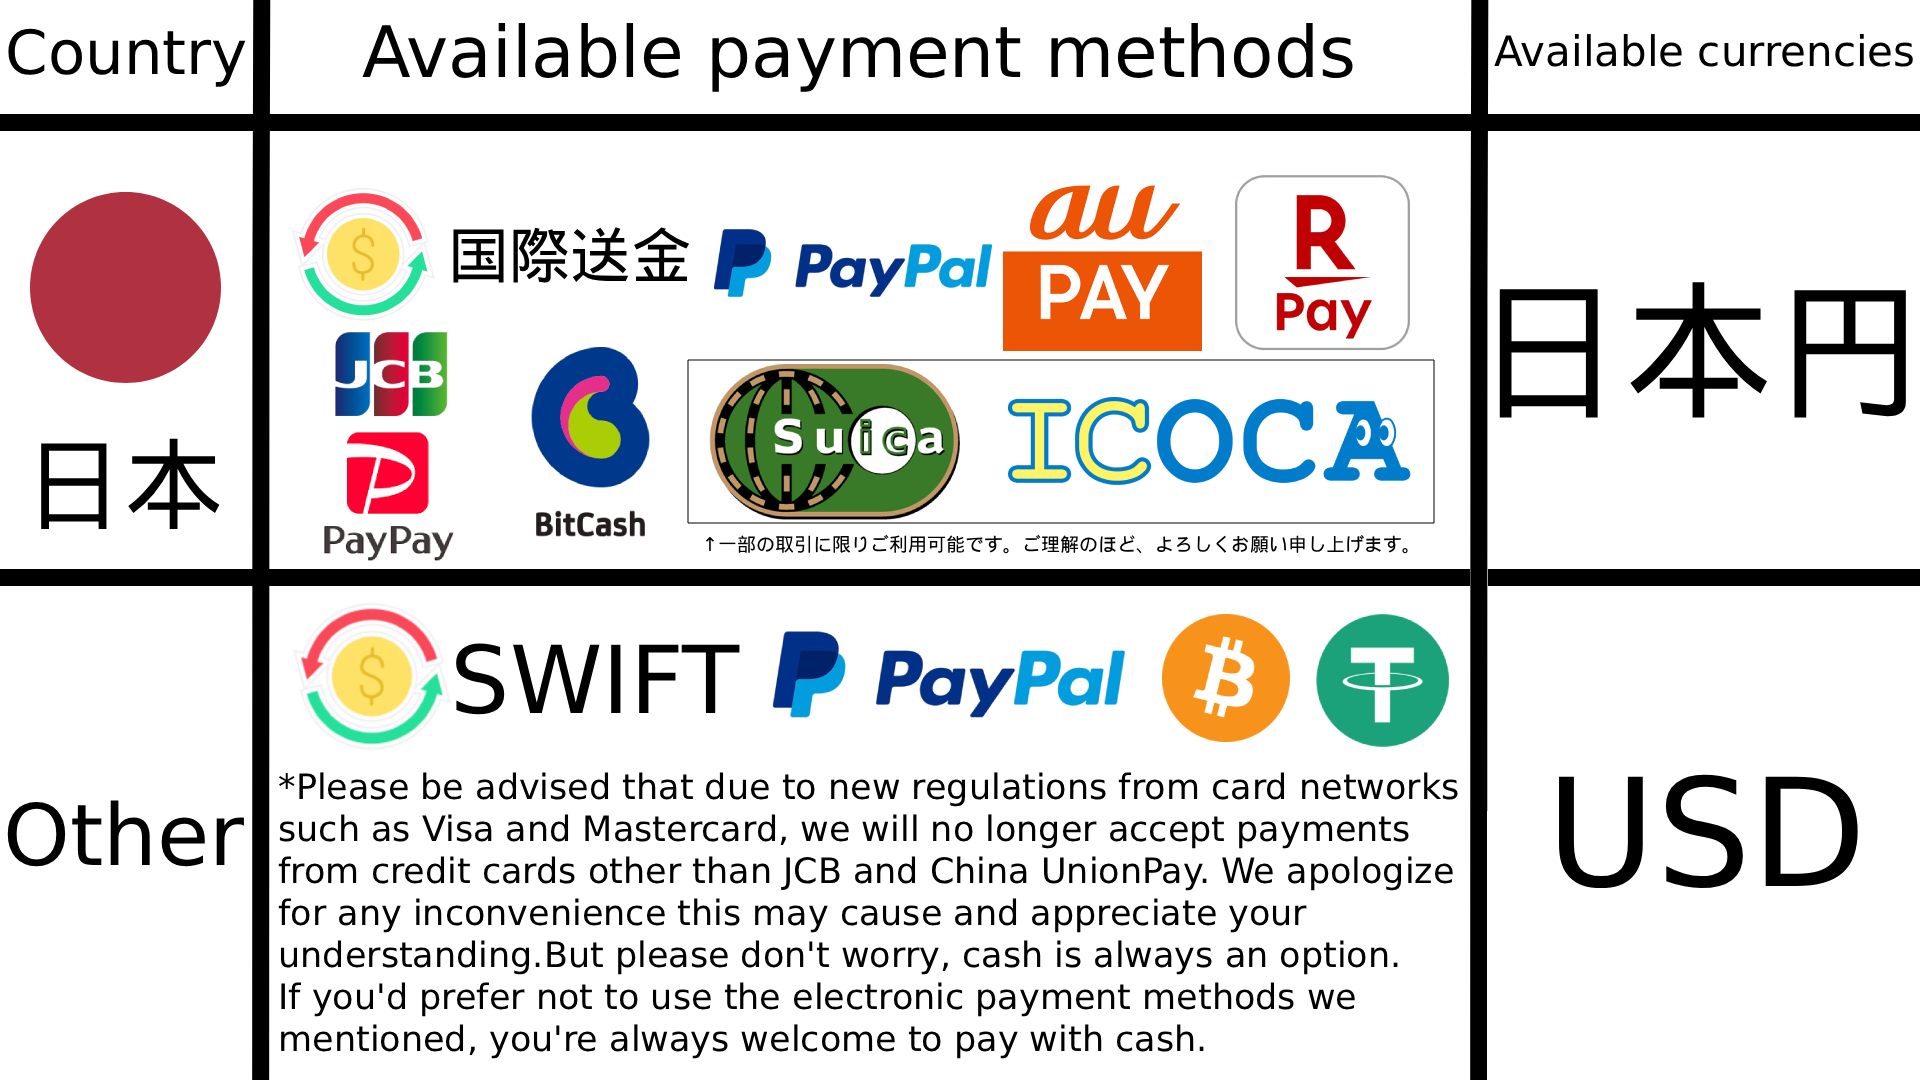 Country
Available payment methods
Available currencies
日本
国際送金
PayPal
au
PAY
R
Pay
JCB
PayPay
BitCash
Suica
ICOCA
↑一部の取引に限りご利用可能です。ご理解のほど、よろしくお願い申し上げます。
日本円
Other
SWIFT
PayPal
*Please be advised that due to new regulations from card networks
such as Visa and Mastercard, we will no longer accept payments
from credit cards other than JCB and China UnionPay. We apologize
for any inconvenience this may cause and appreciate your
understanding.But please don't worry, cash is always an option.
If you'd prefer not to use the electronic payment methods we
mentioned, you're always welcome to pay with cash.
USD